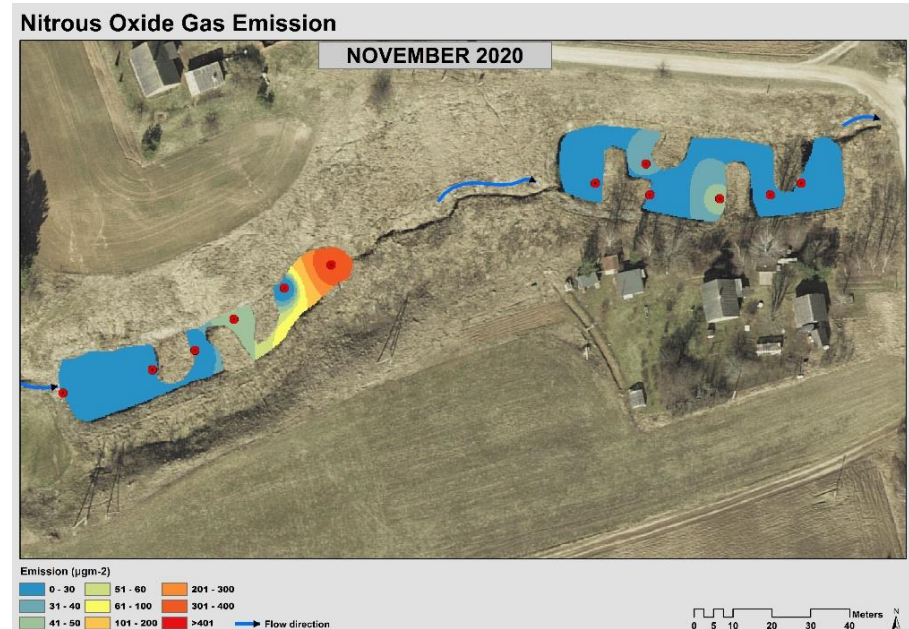 Nitrous Oxide Gas Emission
NOVEMBER 2020
Emission (µgm-2)
0 - 30 51 - 60 201 - 300
31 - 40 61 - 100 301 - 400
41 - 50 101 - 200 >401 Flow direction
Meters N
0 5 10 20 30 40